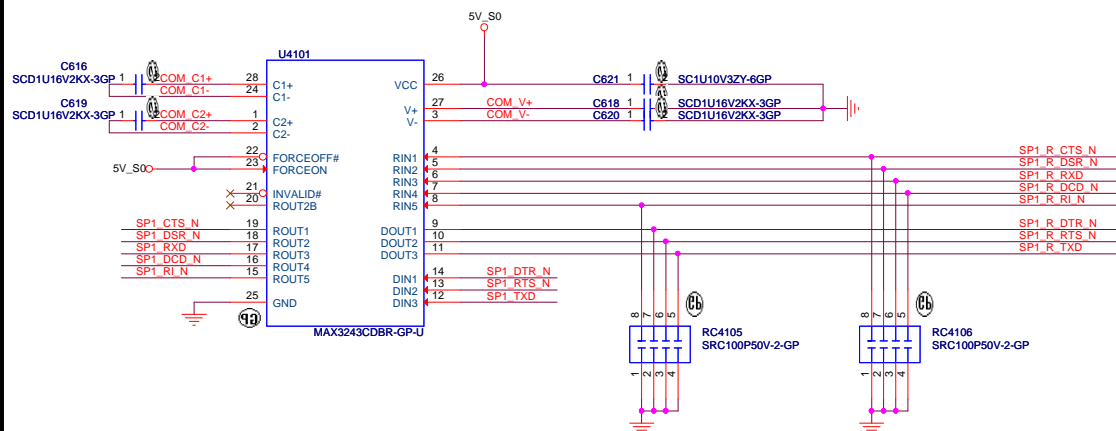 5V_S0
U4101
C616
SCD1U16V2KX-3GP 1 2 COM_C1+ 28 C1+
COM_C1- 24 C1-
C619
SCD1U16V2KX-3GP 1 2 COM_C2+ 1 C2+
COM_C2- 2 C2-
VCC 26 C621 1 2 SC1U10V3ZY-6GP
V+ 27 COM_V+ C618 1 2 SCD1U16V2KX-3GP
V- 3 COM_V- C620 1 2 SCD1U16V2KX-3GP
22 FORCEOFF#
5V_S0 23 FORCEON
21 INVALID#
20 ROUT2B
RIN1 4 SP1_R_CTS_N
RIN2 5 SP1_R_DSR_N
RIN3 6 SP1_R_RXD
RIN4 7 SP1_R_DCD_N
RIN5 8 SP1_R_RI_N
SP1_CTS_N 19 ROUT1
SP1_DSR_N 18 ROUT2
SP1_RXD 17 ROUT3
SP1_DCD_N 16 ROUT4
SP1_RI_N 15 ROUT5
DOUT1 9 SP1_R_DTR_N
DOUT2 10 SP1_R_RTS_N
DOUT3 11 SP1_R_TXD
DIN1 14 SP1_DTR_N
DIN2 13 SP1_RTS_N
DIN3 12 SP1_TXD
25 GND
MAX3243CDBR-GP-U
8 7 6 5
RC4105
SRC100P50V-2-GP
1 2 3 4
8 7 6 5
RC4106
SRC100P50V-2-GP
1 2 3 4